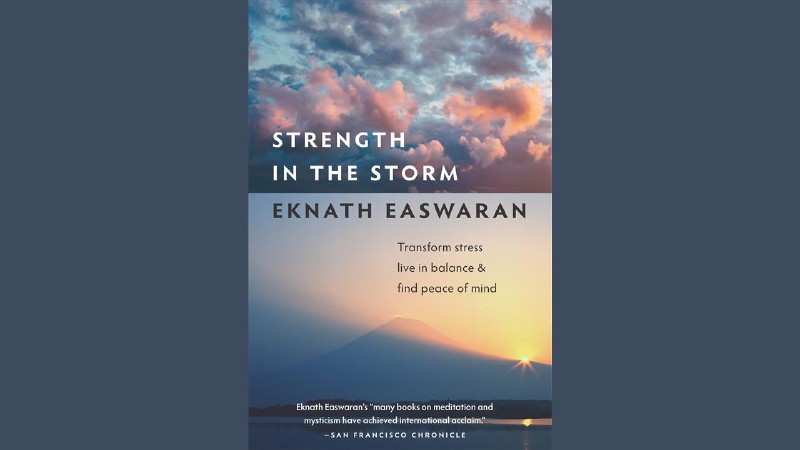 STRENGTH
IN THE STORM
EKNATH EASWARAN
Transform stress
live in balance &
find peace of mind
Eknath Easwaran's "many books on meditation and
mysticism have achieved international acclaim."
—SAN FRANCISCO CHRONICLE